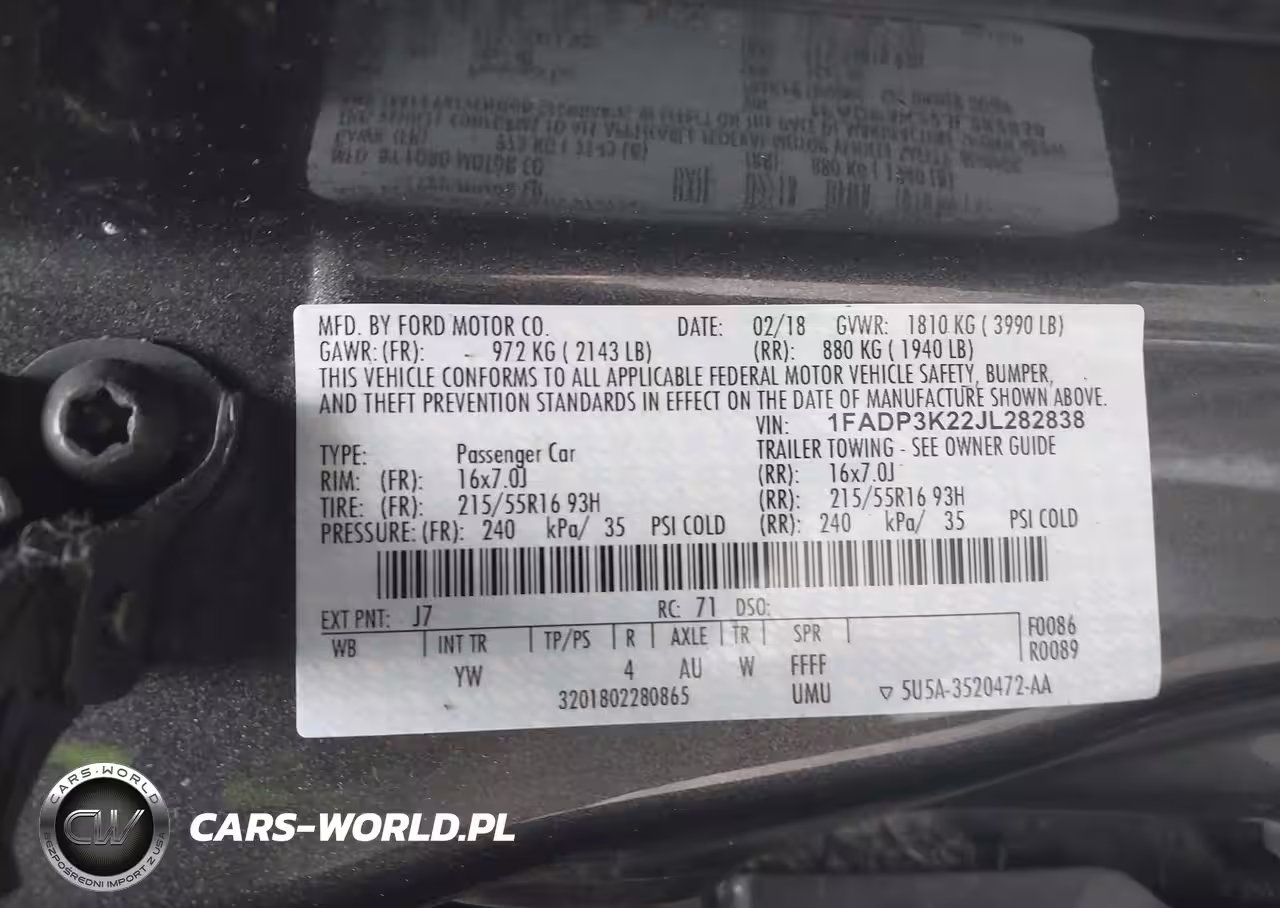 MFD. BY FORD MOTOR CO. DATE: 02/18 GVWR: 1810 KG ( 3990 LB)
GAWR: (FR): 972 KG ( 2143 LB) (RR): 880 KG ( 1940 LB)
THIS VEHICLE CONFORMS TO ALL APPLICABLE FEDERAL MOTOR VEHICLE SAFETY, BUMPER,
AND THEFT PREVENTION STANDARDS IN EFFECT ON THE DATE OF MANUFACTURE SHOWN ABOVE.
VIN: 1FADP3K22JL282838
TYPE: Passenger Car TRAILER TOWING - SEE OWNER GUIDE
RIM: (FR): 16x7.0J (RR): 16x7.0J
TIRE: (FR): 215/55R16 93H (RR): 215/55R16 93H
PRESSURE: (FR): 240 kPa/ 35 PSI COLD (RR): 240 kPa/ 35 PSI COLD
EXT PNT: J7 RC: 71 DSO:
WB INT TR TP/PS R AXLE TR SPR F0086
R0089
YW 4 AU W FFFF
3201802280865 UMU ▽ 5U5A-3520472-AA
CARS-WORLD
CW
BEZPOŚREDNI IMPORT Z USA
CARS-WORLD.PL